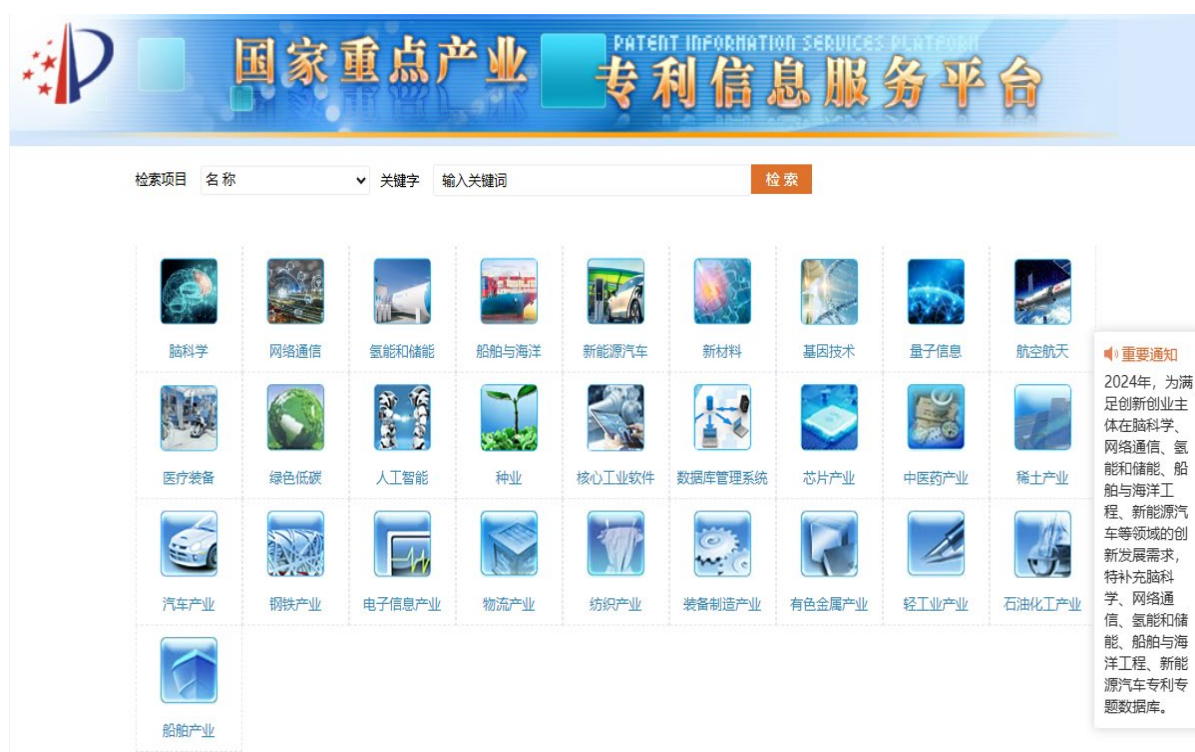 国家重点产业
PATENT INFORMATION SERVICES PLATFORM
专利信息服务平台
检索项目 名称 关键字 输入关键词 检索
脑科学 网络通信 氢能和储能 船舶与海洋 新能源汽车 新材料 基因技术 量子信息 航空航天
医疗装备 绿色低碳 人工智能 种业 核心工业软件 数据库管理系统 芯片产业 中医药产业 稀土产业
汽车产业 钢铁产业 电子信息产业 物流产业 纺织产业 装备制造产业 有色金属产业 轻工业产业 石油化工产业
船舶产业
重要通知
2024年，为满
足创新创业主
体在脑科学、
网络通信、氢
能和储能、船
舶与海洋工
程、新能源汽
车等领域的创
新发展需求，
特补充脑科
学、网络通
信、氢能和储
能、船舶与海
洋工程、新能
源汽车专利专
题数据库。